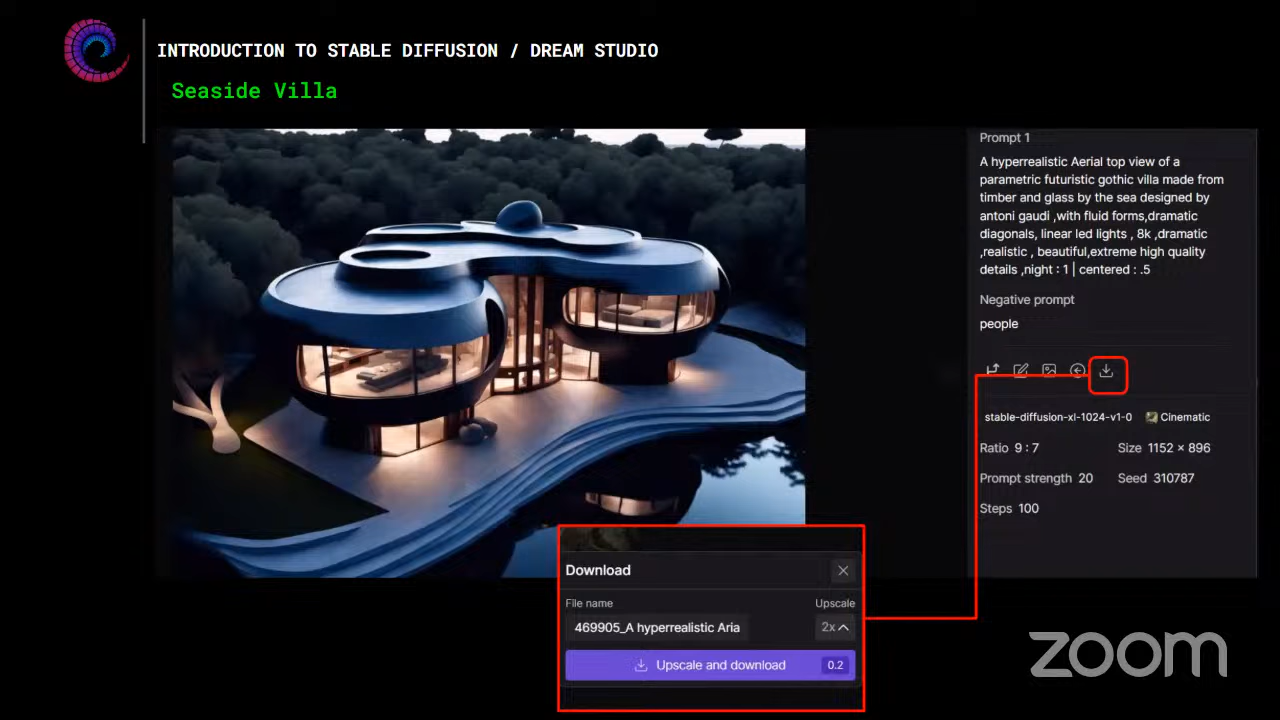 INTRODUCTION TO STABLE DIFFUSION / DREAM STUDIO
Seaside Villa
Prompt 1
A hyperrealistic Aerial top view of a
parametric futuristic gothic villa made from
timber and glass by the sea designed by
antoni gaudi ,with fluid forms,dramatic
diagonals, linear led lights , 8k ,dramatic
,realistic , beautiful,extreme high quality
details ,night : 1 | centered : .5
Negative prompt
people
stable-diffusion-xl-1024-v1-0 Cinematic
Ratio 9 : 7 Size 1152 × 896
Prompt strength 20 Seed 310787
Steps 100
Download
File name Upscale
469905_A hyperrealistic Aria 2x
Upscale and download 0.2
zoom